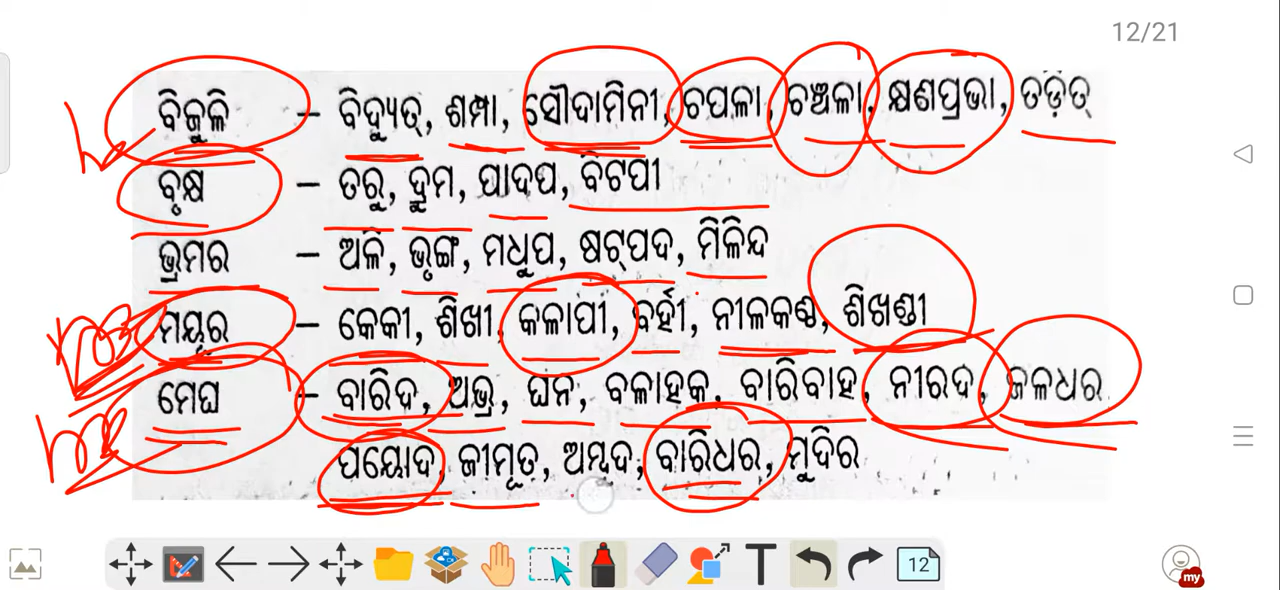 12/21
ବିଜୁଳି – ବିଦ୍ୟୁତ୍, ଶମ୍ପା, ସୌଦାମିନୀ, ଚପଳା, ଚଞ୍ଚଳା, କ୍ଷଣପ୍ରଭା, ତଡ଼ିତ୍
ବୃକ୍ଷ – ତରୁ, ଦ୍ରୁମ, ପାଦପ, ବିଟପୀ
ଭ୍ରମର – ଅଳି, ଭୃଙ୍ଗ, ମଧୁପ, ଷଟ୍‌ପଦ, ମିଳିନ୍ଦ
ମୟୂର – କେକୀ, ଶିଖୀ, କଳାପୀ, ବର୍ହୀ, ନୀଳକଣ୍ଠ, ଶିଖଣ୍ଡୀ
ମେଘ – ବାରିଦ, ଅଭ୍ର, ଘନ, ବଳାହକ, ବାରିବାହ, ନୀରଦ, ଜଳଧର
ପୟୋଦ, ଜୀମୂତ, ଅମ୍ବୁଦ, ବାରିଧର, ମୁଦିର
T
12
my